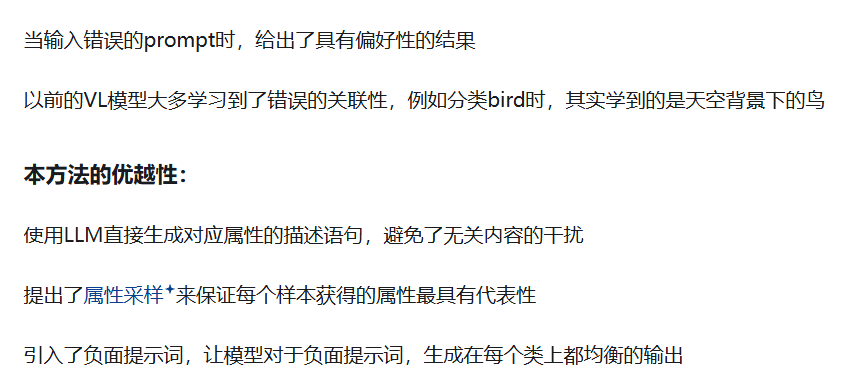 当输入错误的prompt时，给出了具有偏好性的结果
以前的VL模型大多学习到了错误的关联性，例如分类bird时，其实学到的是天空背景下的鸟
本方法的优越性：
使用LLM直接生成对应属性的描述语句，避免了无关内容的干扰
提出了属性采样来保证每个样本获得的属性最具有代表性
引入了负面提示词，让模型对于负面提示词，生成在每个类上都均衡的输出